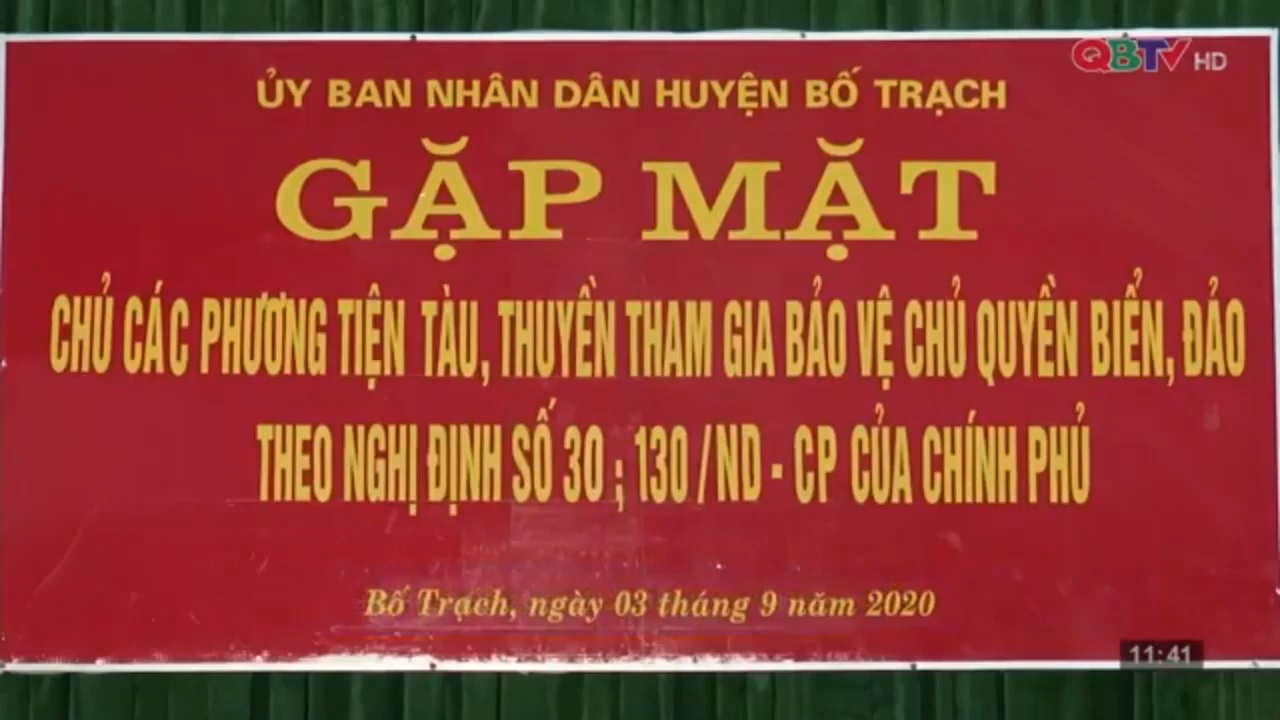 QBTV HD
ỦY BAN NHÂN DÂN HUYỆN BỐ TRẠCH
GẶP MẶT
CHỦ CÁC PHƯƠNG TIỆN TÀU, THUYỀN THAM GIA BẢO VỆ CHỦ QUYỀN BIỂN, ĐẢO
THEO NGHỊ ĐỊNH SỐ 30 ; 130 /ND - CP CỦA CHÍNH PHỦ
Bố Trạch, ngày 03 tháng 9 năm 2020
11:41